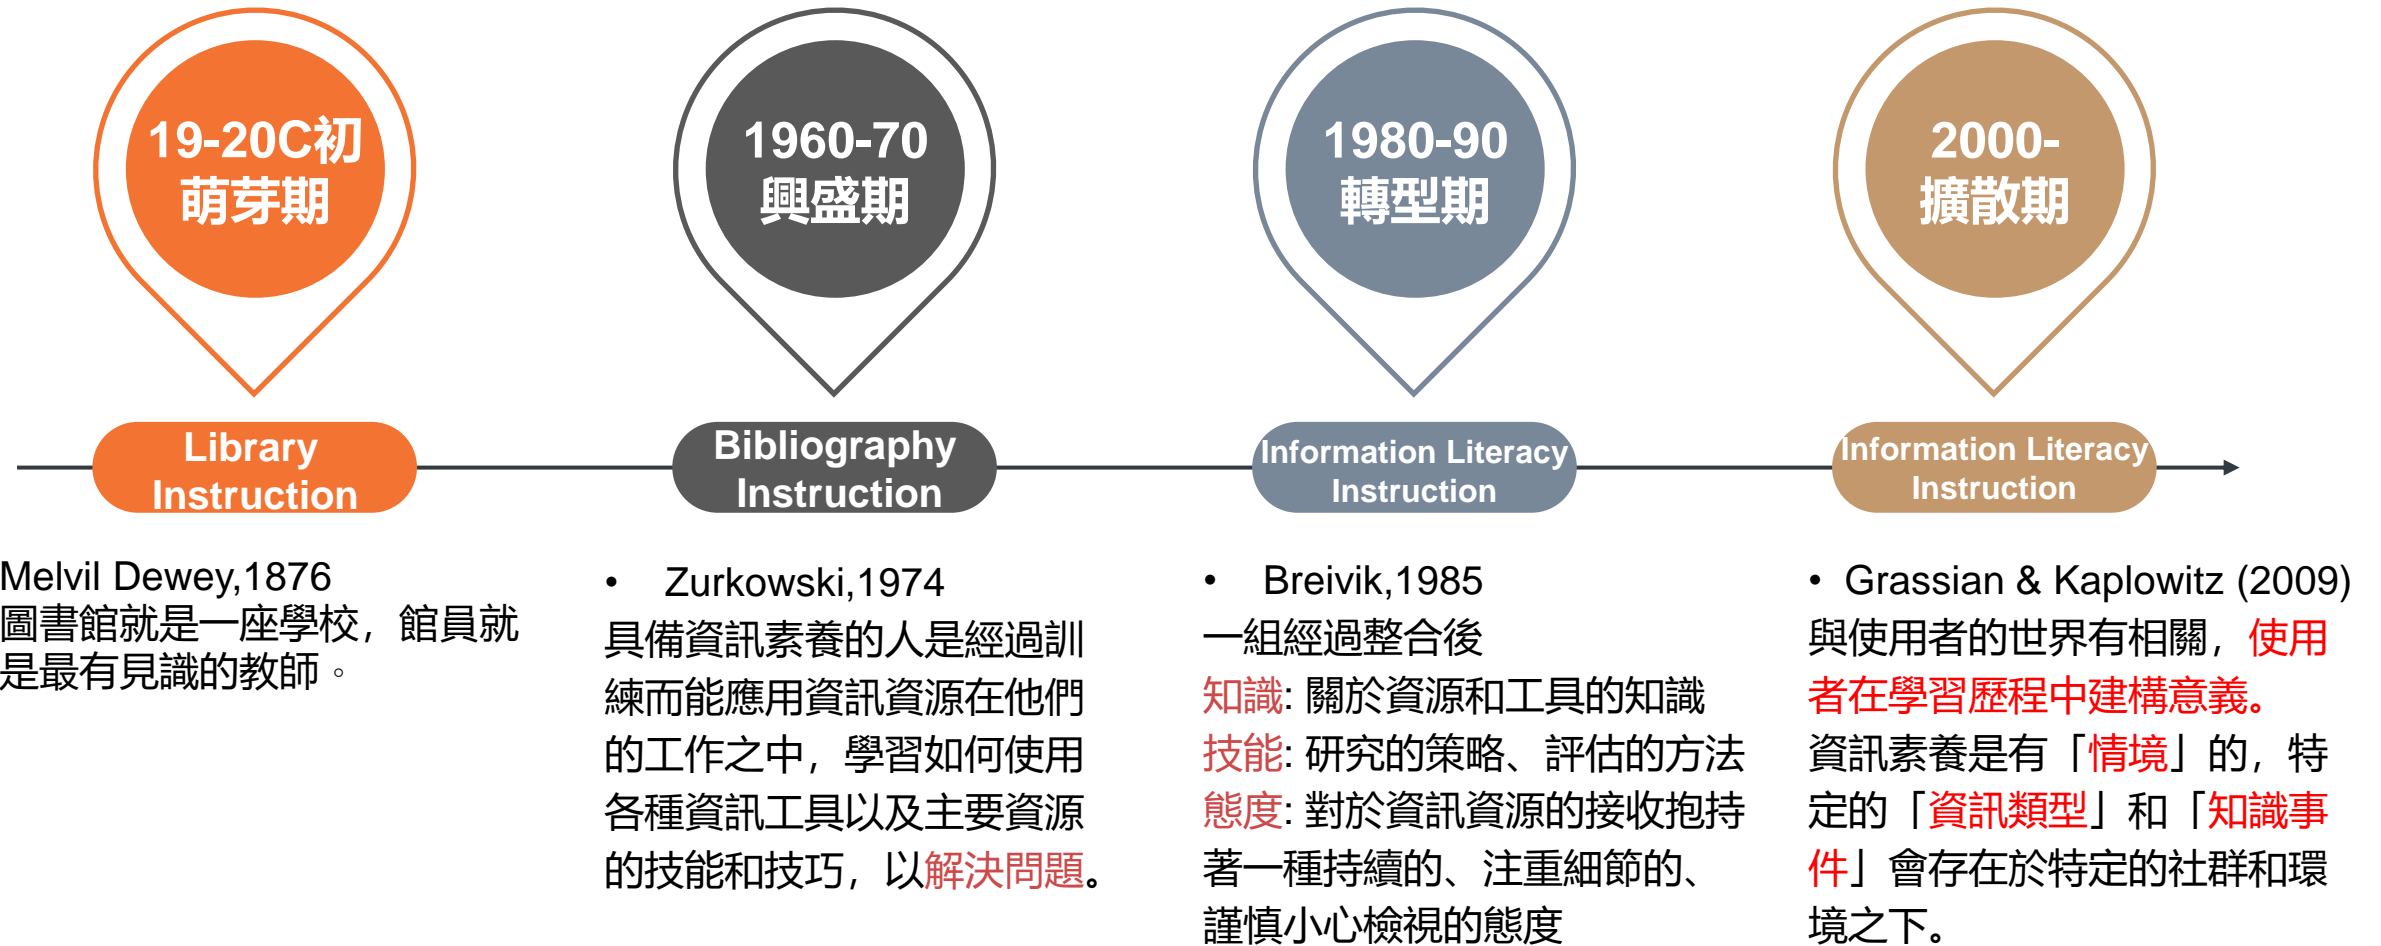 19-20C初
萌芽期
1960-70
興盛期
1980-90
轉型期
2000-
擴散期
Library
Instruction
Bibliography
Instruction
Information Literacy
Instruction
Information Literacy
Instruction
Melvil Dewey,1876
圖書館就是一座學校，館員就
是最有見識的教師。
• Zurkowski,1974
具備資訊素養的人是經過訓
練而能應用資訊資源在他們
的工作之中，學習如何使用
各種資訊工具以及主要資源
的技能和技巧，以解決問題。
• Breivik,1985
一組經過整合後
知識: 關於資源和工具的知識
技能: 研究的策略、評估的方法
態度: 對於資訊資源的接收抱持
著一種持續的、注重細節的、
謹慎小心檢視的態度
• Grassian & Kaplowitz (2009)
與使用者的世界有相關，使用
者在學習歷程中建構意義。
資訊素養是有「情境」的，特
定的「資訊類型」和「知識事
件」會存在於特定的社群和環
境之下。